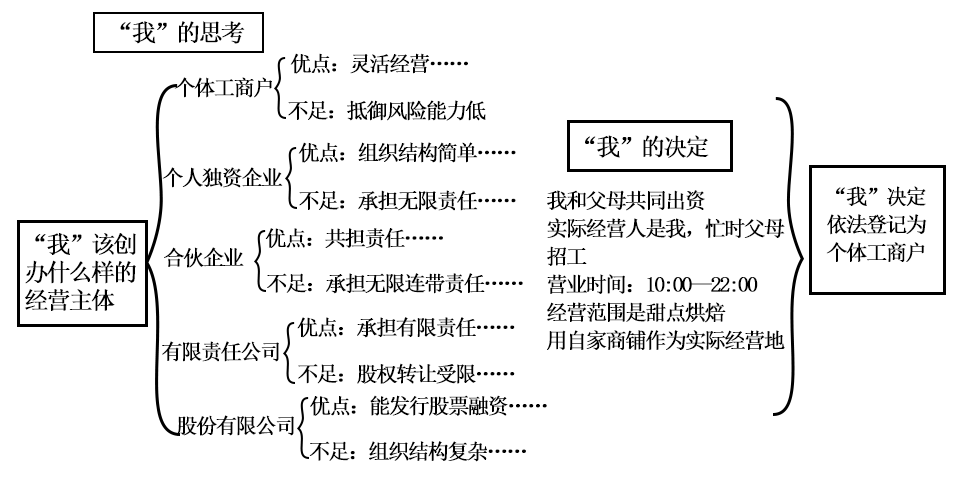 “我”的思考
“我”该创
办什么样的
经营主体
个体工商户
优点：灵活经营……
不足：抵御风险能力低
个人独资企业
优点：组织结构简单……
不足：承担无限责任……
合伙企业
优点：共担责任……
不足：承担无限连带责任……
有限责任公司
优点：承担有限责任……
不足：股权转让受限……
股份有限公司
优点：能发行股票融资……
不足：组织结构复杂……
“我”的决定
我和父母共同出资
实际经营人是我，忙时父母
招工
营业时间：10:00—22:00
经营范围是甜点烘焙
用自家商铺作为实际经营地
“我”决定
依法登记为
个体工商户